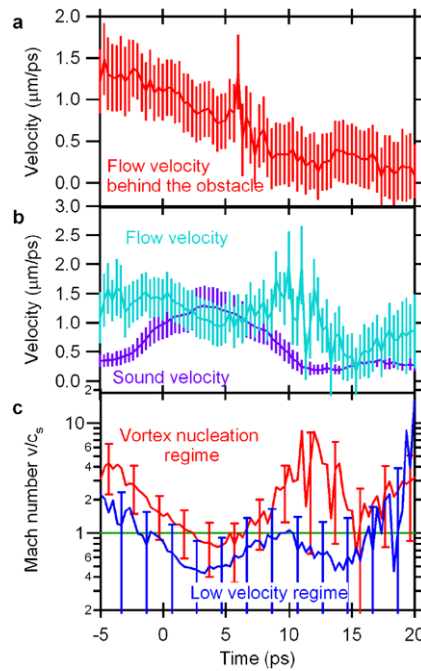 a
2.0
1.5
1.0
0.5
0.0
Velocity (μm/ps)
Flow velocity
behind the obstacle
b
3.0
2.5
2.0
1.5
1.0
0.5
0.0
Velocity (μm/ps)
Flow velocity
Sound velocity
c
2
10
6
4
2
1
6
4
2
Mach number v/cs
Vortex nucleation
regime
Low velocity regime
-5 0 5 10 15 20
Time (ps)